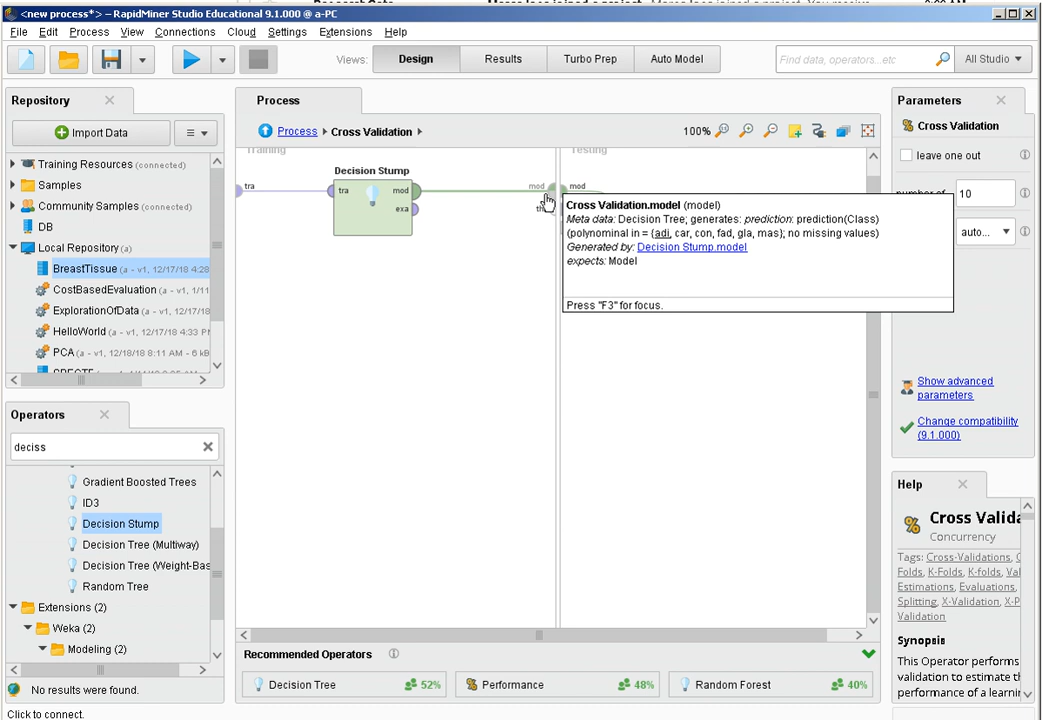 <new process*> – RapidMiner Studio Educational 9.1.000 @ a-PC
File Edit Process View Connections Cloud Settings Extensions Help
Views: Design Results Turbo Prep Auto Model
Find data, operators...etc
All Studio
Repository
Import Data
Training Resources (connected)
Samples
Community Samples (connected)
DB
Local Repository (a)
BreastTissue (a - v1, 12/17/18 4:28
CostBasedEvaluation (a - v1, 1/11
ExplorationOfData (a - v1, 12/17/18
HelloWorld (a - v1, 12/17/18 4:33 P
PCA (a - v1, 12/18/18 8:11 AM - 6 kB
Operators
deciss
Gradient Boosted Trees
ID3
Decision Stump
Decision Tree (Multiway)
Decision Tree (Weight-Bas
Random Tree
Extensions (2)
Weka (2)
Modeling (2)
No results were found.
Click to connect.
Process
Process Cross Validation
100%
Training
Testing
Decision Stump
tra
tra
mod
exa
mod
mod
Cross Validation.model (model)
Meta data: Decision Tree; generates: prediction: prediction(Class)
(polynominal in = {adi, car, con, fad, gla, mas}; no missing values)
Generated by: Decision Stump.model
expects: Model
Press "F3" for focus.
Recommended Operators
Decision Tree 52%
Performance 48%
Random Forest 40%
Parameters
Cross Validation
leave one out
number of
10
auto...
Show advanced
parameters
Change compatibility
(9.1.000)
Help
Cross Valida
Concurrency
Tags: Cross-Validations,
Folds, K-Folds, K-folds, Val
Estimations, Evaluations,
Splitting, X-Validation, X-P
Validation
Synopsis
This Operator performs
validation to estimate th
performance of a learnin